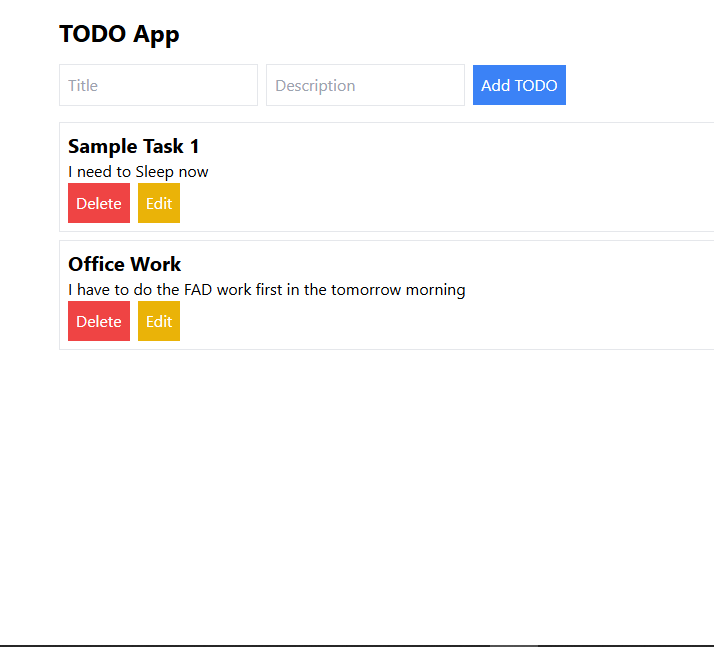 TODO App
Title Description Add TODO
Sample Task 1
I need to Sleep now
Delete Edit
Office Work
I have to do the FAD work first in the tomorrow morning
Delete Edit